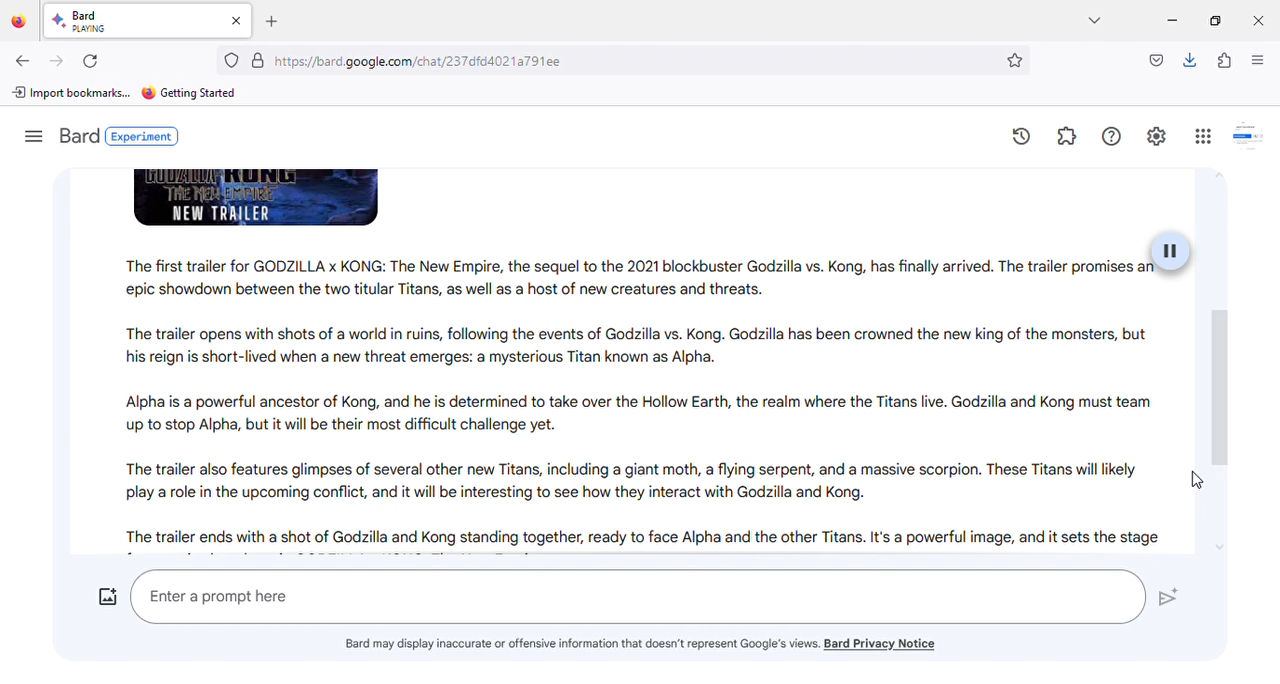 Bard
PLAYING
https://bard.google.com/chat/237dfd4021a791ee
Import bookmarks...
Getting Started
Bard
Experiment
GODZILLA x KONG
THE NEW EMPIRE
NEW TRAILER
The first trailer for GODZILLA x KONG: The New Empire, the sequel to the 2021 blockbuster Godzilla vs. Kong, has finally arrived. The trailer promises an
epic showdown between the two titular Titans, as well as a host of new creatures and threats.
The trailer opens with shots of a world in ruins, following the events of Godzilla vs. Kong. Godzilla has been crowned the new king of the monsters, but
his reign is short-lived when a new threat emerges: a mysterious Titan known as Alpha.
Alpha is a powerful ancestor of Kong, and he is determined to take over the Hollow Earth, the realm where the Titans live. Godzilla and Kong must team
up to stop Alpha, but it will be their most difficult challenge yet.
The trailer also features glimpses of several other new Titans, including a giant moth, a flying serpent, and a massive scorpion. These Titans will likely
play a role in the upcoming conflict, and it will be interesting to see how they interact with Godzilla and Kong.
The trailer ends with a shot of Godzilla and Kong standing together, ready to face Alpha and the other Titans. It's a powerful image, and it sets the stage
Enter a prompt here
Bard may display inaccurate or offensive information that doesn't represent Google's views. Bard Privacy Notice